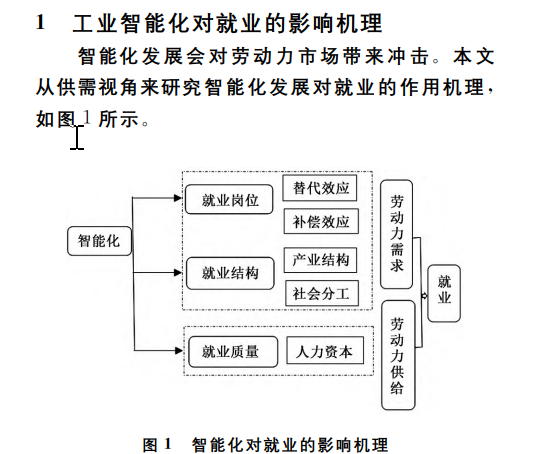 1 工业智能化对就业的影响机理
智能化发展会对劳动力市场带来冲击。本文
从供需视角来研究智能化发展对就业的作用机理，
如图 1 所示。
智能化
就业岗位
替代效应
补偿效应
就业结构
产业结构
社会分工
就业质量
人力资本
劳动力需求
劳动力供给
就业
图 1 智能化对就业的影响机理